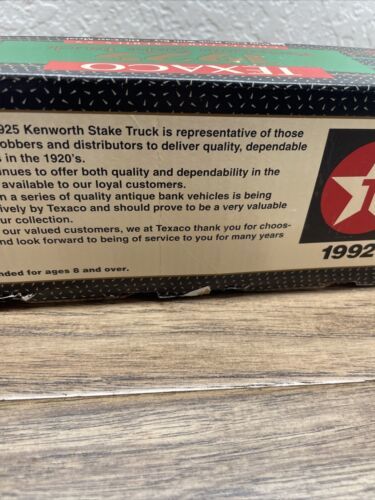 TEXACO
925 Kenworth Stake Truck is representative of those
obbers and distributors to deliver quality, dependable
s in the 1920's.
nues to offer both quality and dependability in the
available to our loyal customers.
n a series of quality antique bank vehicles is being
ively by Texaco and should prove to be a very valuable
ur collection.
our valued customers, we at Texaco thank you for choos-
nd look forward to being of service to you for many years
nded for ages 8 and over.
T
1992